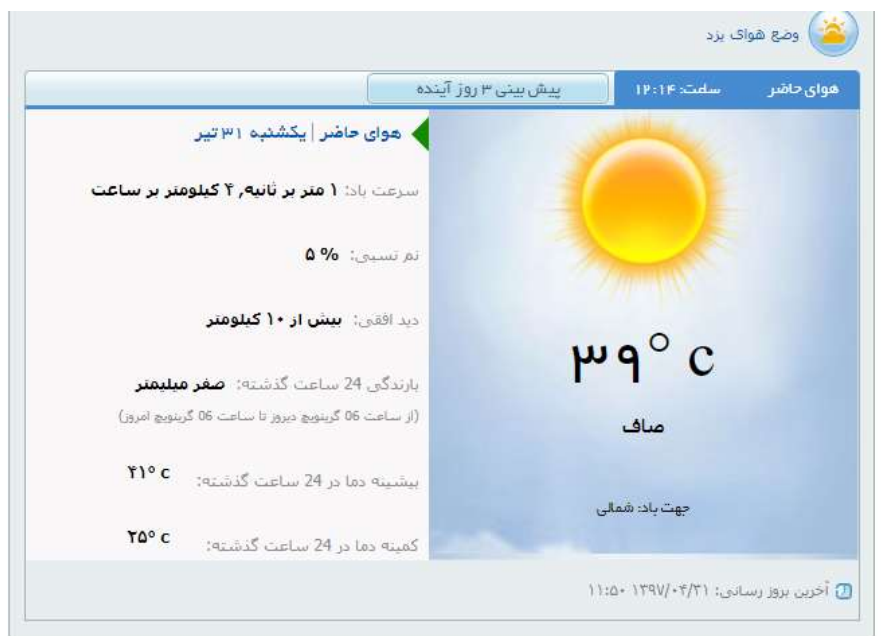 وضع هوای یزد
هوای حاضر
ساعت: ۱۲:۱۴
پیش بینی ۳ روز آینده
هوای حاضر | یکشنبه ۳۱ تیر
سرعت باد: ۱ متر بر ثانیه, ۴ کیلومتر بر ساعت
نم نسبی: % ۵
دید افقی: بیش از ۱۰ کیلومتر
بارندگی 24 ساعت گذشته: صفر میلیمتر
(از ساعت 06 گرینویچ دیروز تا ساعت 06 گرینویچ امروز)
بیشینه دما در 24 ساعت گذشته: ۴۱° c
کمینه دما در 24 ساعت گذشته: ۲۵° c
۳۹° c
صاف
جهت باد: شمالی
آخرین بروز رسانی: ۱۳۹۷/۰۴/۳۱ ۱۱:۵۰